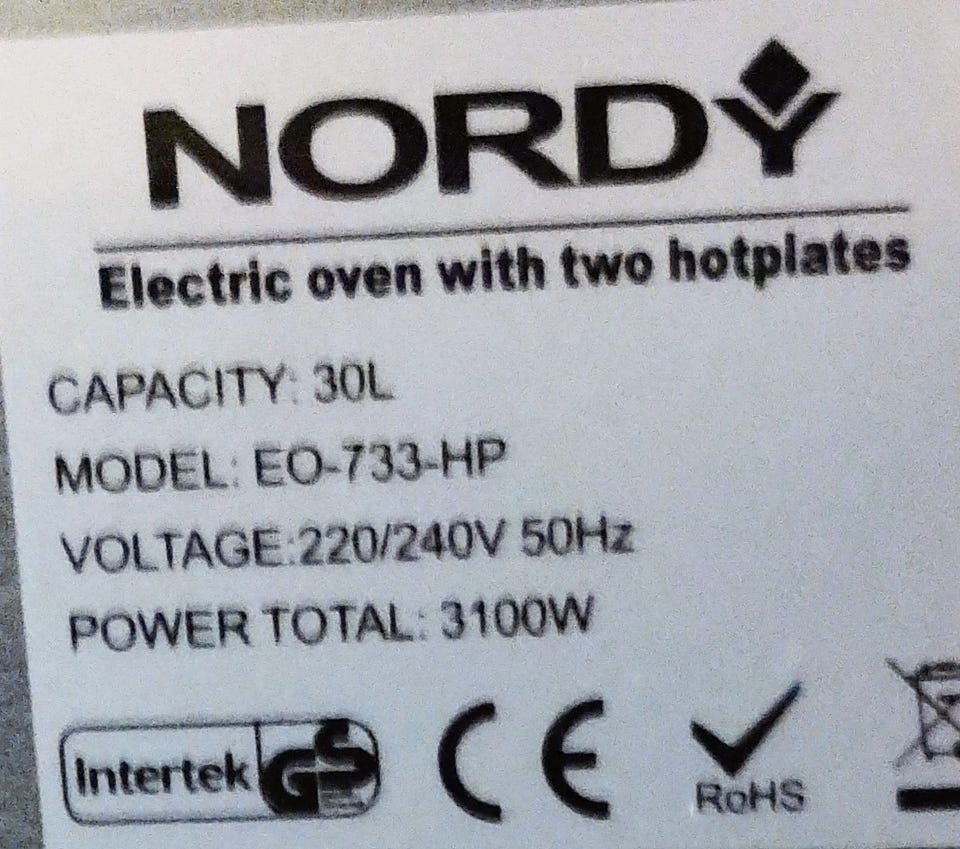 NORDY
Electric oven with two hotplates
CAPACITY: 30L
MODEL: EO-733-HP
VOLTAGE:220/240V 50Hz
POWER TOTAL: 3100W
Intertek GS CE RoHS